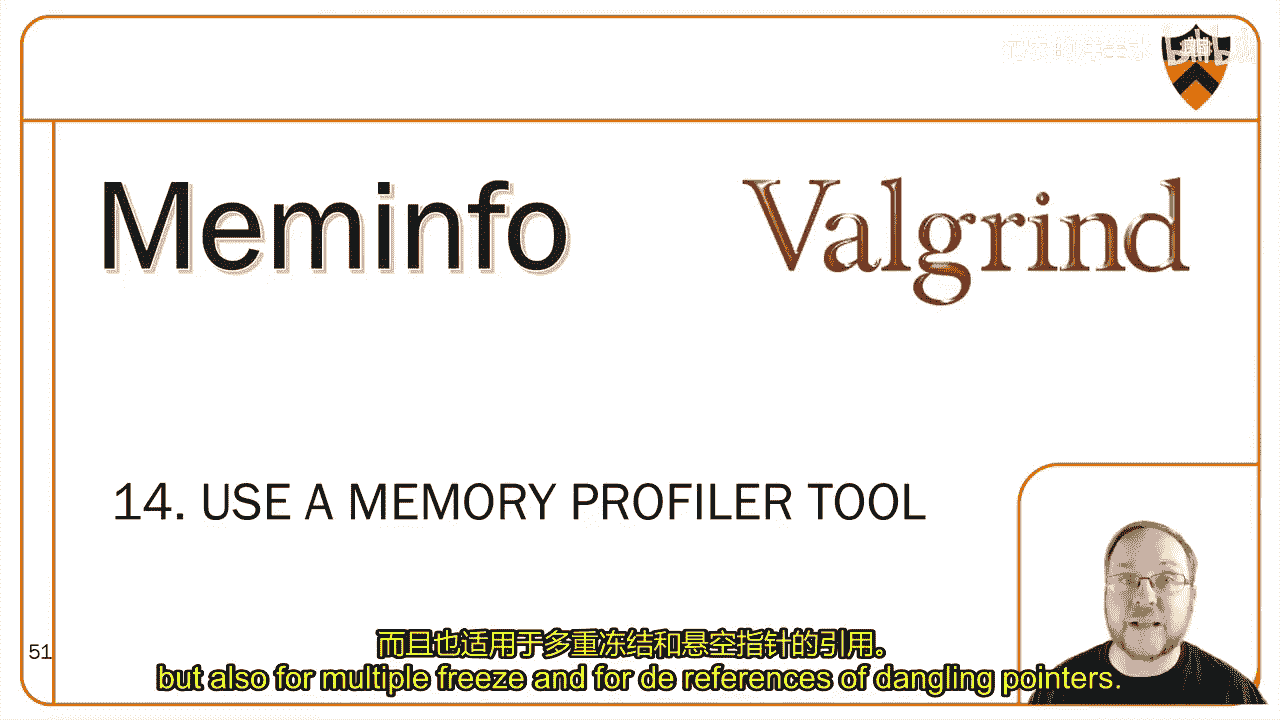 Meminfo
Valgrind
14. USE A MEMORY PROFILER TOOL
51
而且也适用于多重冻结和悬空指针的引用。
but also for multiple freeze and for de references of dangling pointers.